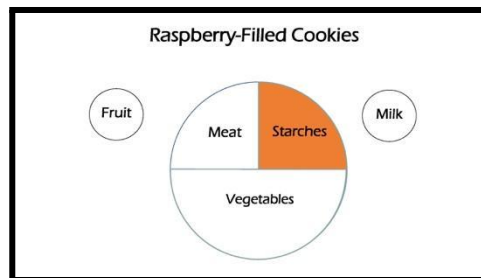 Raspberry-Filled Cookies
Fruit
Milk
Meat
Starches
Vegetables